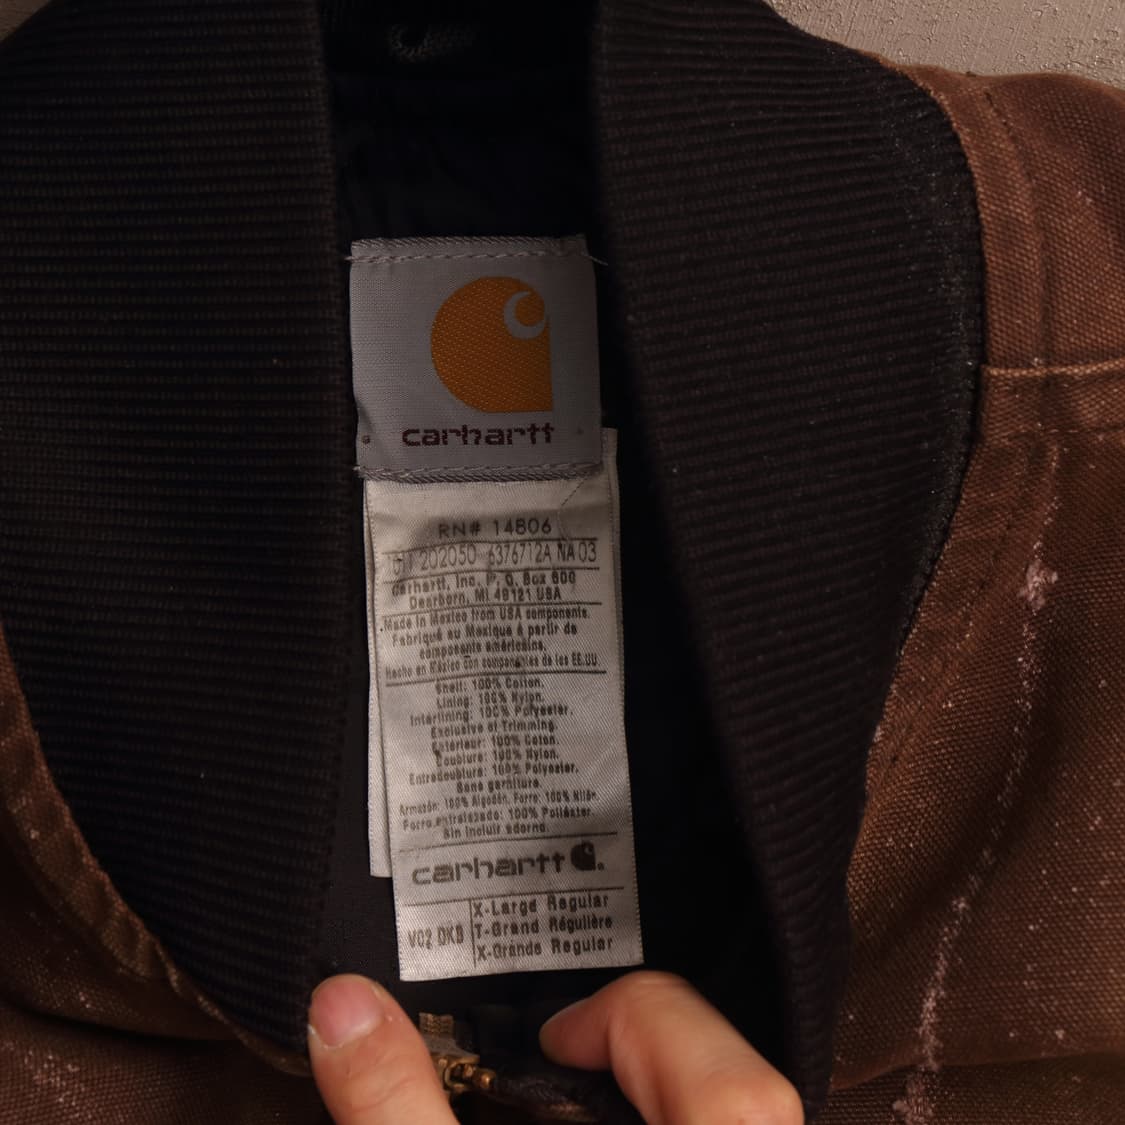 carhartt
RN# 14806
202050 6376712A NA 03
Carhartt, Inc. P. O. Box 600
Dearborn, MI 48121 USA
Made in Mexico from USA components.
Fabriqué au Mexique à partir de
composants américains.
Hecho en México con componentes de los EE.UU.
Shell: 100% Cotton.
Lining: 100% Nylon.
Interlining: 100% Polyester.
Exclusive of Trimming.
Exterieur: 100% Coton.
Doublure: 100% Nylon.
Entredoublure: 100% Polyester.
Sans garniture.
Armazón: 100% Algodón. Forro: 100% Nilón.
Forro entrelazado: 100% Poliéster.
Sin incluir adorno.
carhartt
V02 DKB
X-Large Regular
T-Grand Régulière
X-Grande Regular